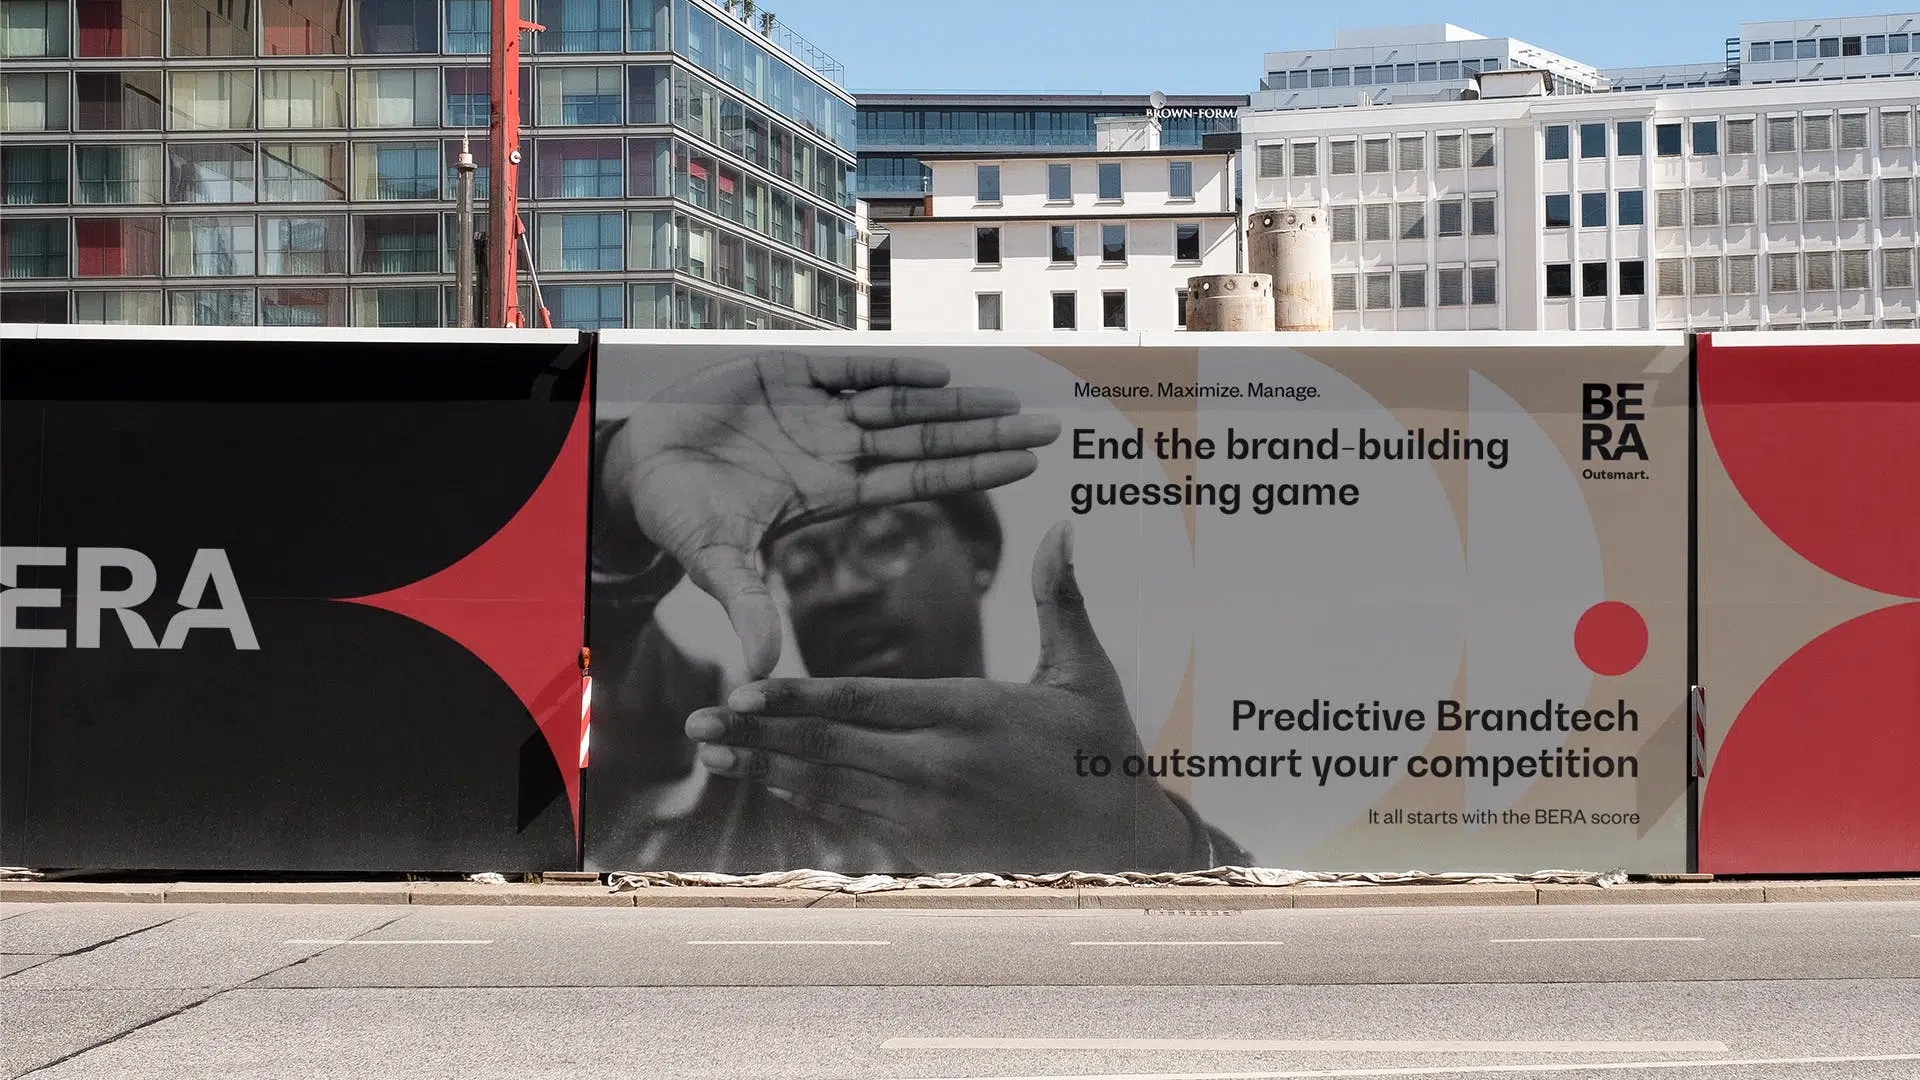 BROWN-FORMA
ERA
Measure. Maximize. Manage.
End the brand-building
guessing game
BE
RA
Outsmart.
Predictive Brandtech
to outsmart your competition
It all starts with the BERA score